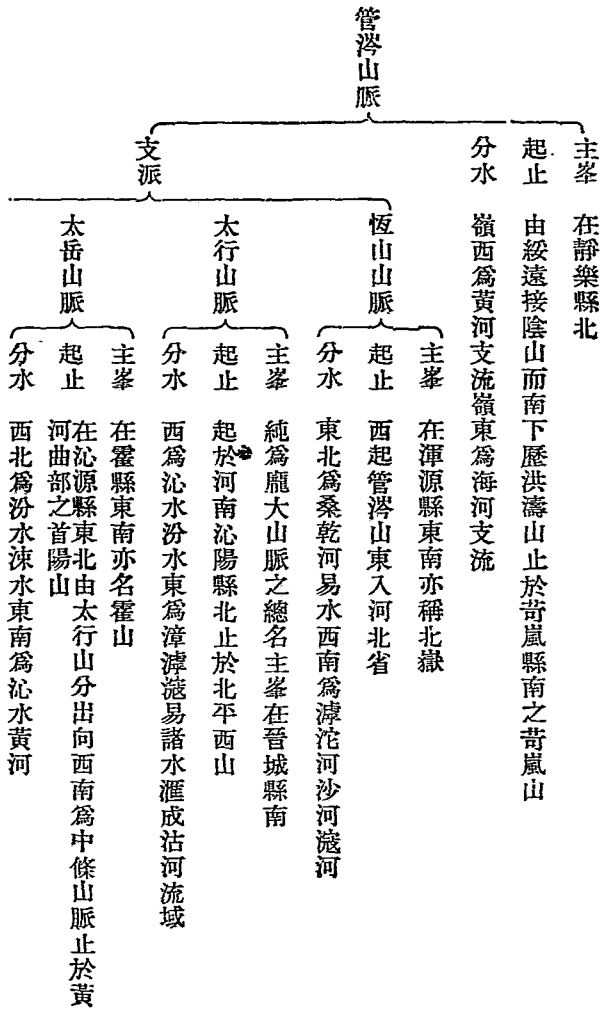 管涔山脈
主峯　在靜樂縣北
起止　由綏遠接陰山而南下歷洪濤山止於岢嵐縣南之岢嵐山
分水　嶺西爲黃河支流嶺東爲海河支流
支派
恆山山脈
主峯　在渾源縣東南亦稱北嶽
起止　西起管涔山東入河北省
分水　東北爲桑乾河易水西南爲滹沱河沙河滱河
太行山脈
主峯　純爲龐大山脈之總名主峯在晉城縣南
起止　起於河南沁陽縣北止於北平西山
分水　西爲沁水汾水東爲漳滹滱易諸水滙成沽河流域
太岳山脈
主峯　在霍縣東南亦名霍山
起止　在沁源縣東北由太行山分出向西南爲中條山脈止於黃
河曲部之首陽山
分水　西北爲汾水涑水東南爲沁水黃河